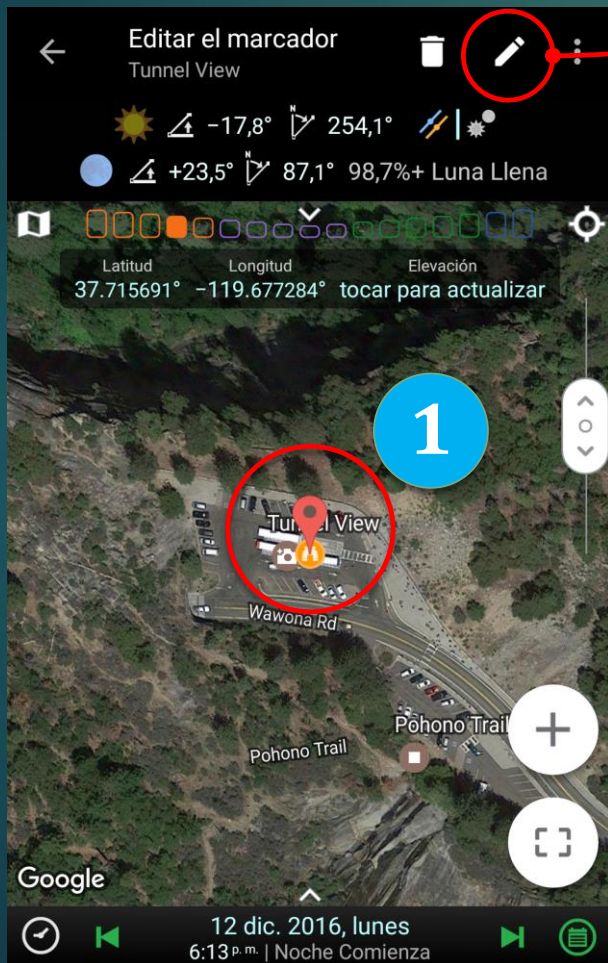 Editar el marcador
Tunnel View
−17,8° N 254,1°
+23,5° N 87,1° 98,7%+ Luna Llena
Latitud Longitud Elevación
37.715691° −119.677284° tocar para actualizar
1
Tunnel View
Wawona Rd
Pohono Trail
Pohono Trail
Google
12 dic. 2016, lunes
6:13 p. m. | Noche Comienza